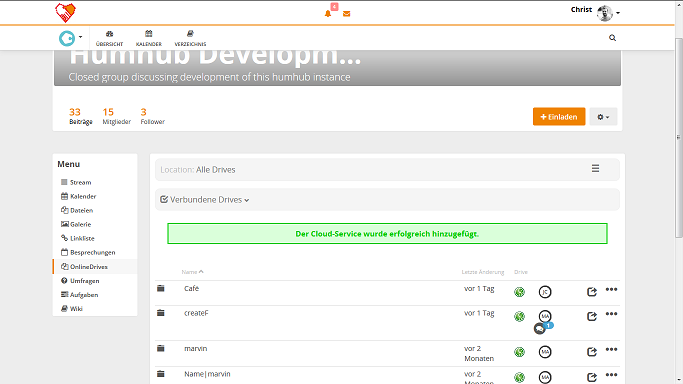 6
Christ
ÜBERSICHT
KALENDER
VERZEICHNIS
Humhub Developm...
Closed group discussing development of this humhub instance
33
Beiträge
15
Mitglieder
3
Follower
Einladen
Menu
Stream
Kalender
Dateien
Galerie
Linkliste
Besprechungen
OnlineDrives
Umfragen
Aufgaben
Wiki
Location: Alle Drives
Verbundene Drives
Der Cloud-Service wurde erfolgreich hinzugefügt.
Name
Letzte Änderung
Drive
Café
vor 1 Tag
JC
createF
vor 1 Tag
MA
1
marvin
vor 2
Monaten
MA
Name|marvin
vor 2
Monaten
MA